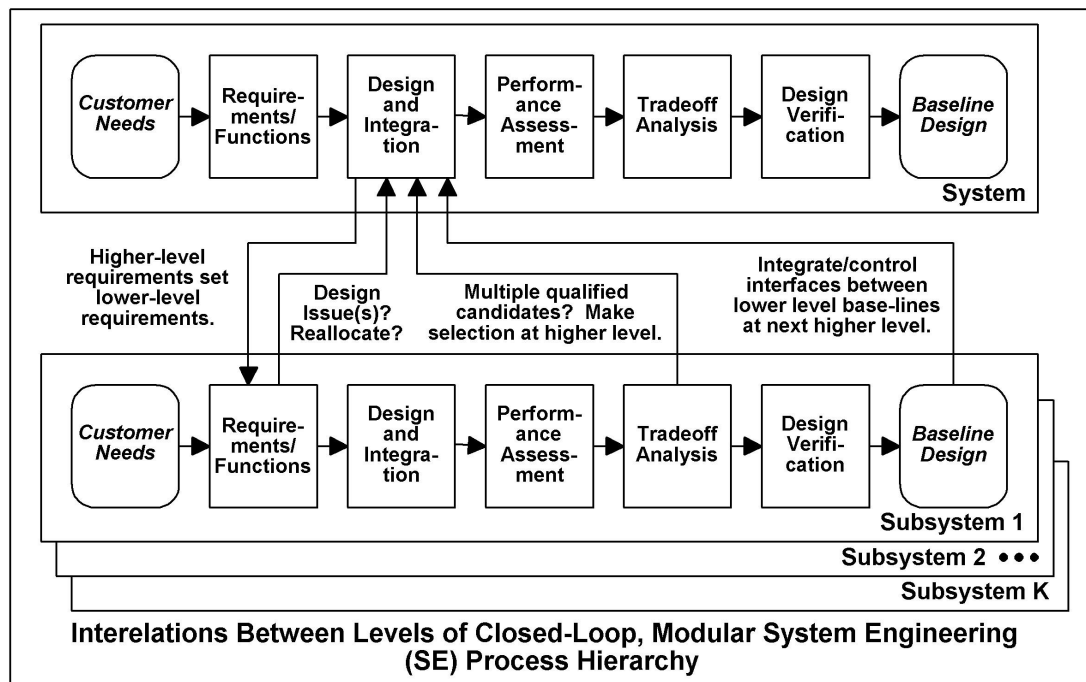 Customer
Needs
Require-
ments/
Functions
Design
and
Integra-
tion
Perform-
ance
Assess-
ment
Tradeoff
Analysis
Design
Verifi-
cation
Baseline
Design
System
Higher-level
requirements set
lower-level
requirements.
Design
Issue(s)?
Reallocate?
Multiple qualified
candidates?  Make
selection at higher level.
Integrate/control
interfaces between
lower level base-lines
at next higher level.
Customer
Needs
Require-
ments/
Functions
Design
and
Integra-
tion
Perform-
ance
Assess-
ment
Tradeoff
Analysis
Design
Verifi-
cation
Baseline
Design
Subsystem 1
Subsystem 2 •••
Subsystem K
Interelations Between Levels of Closed-Loop, Modular System Engineering
(SE) Process Hierarchy